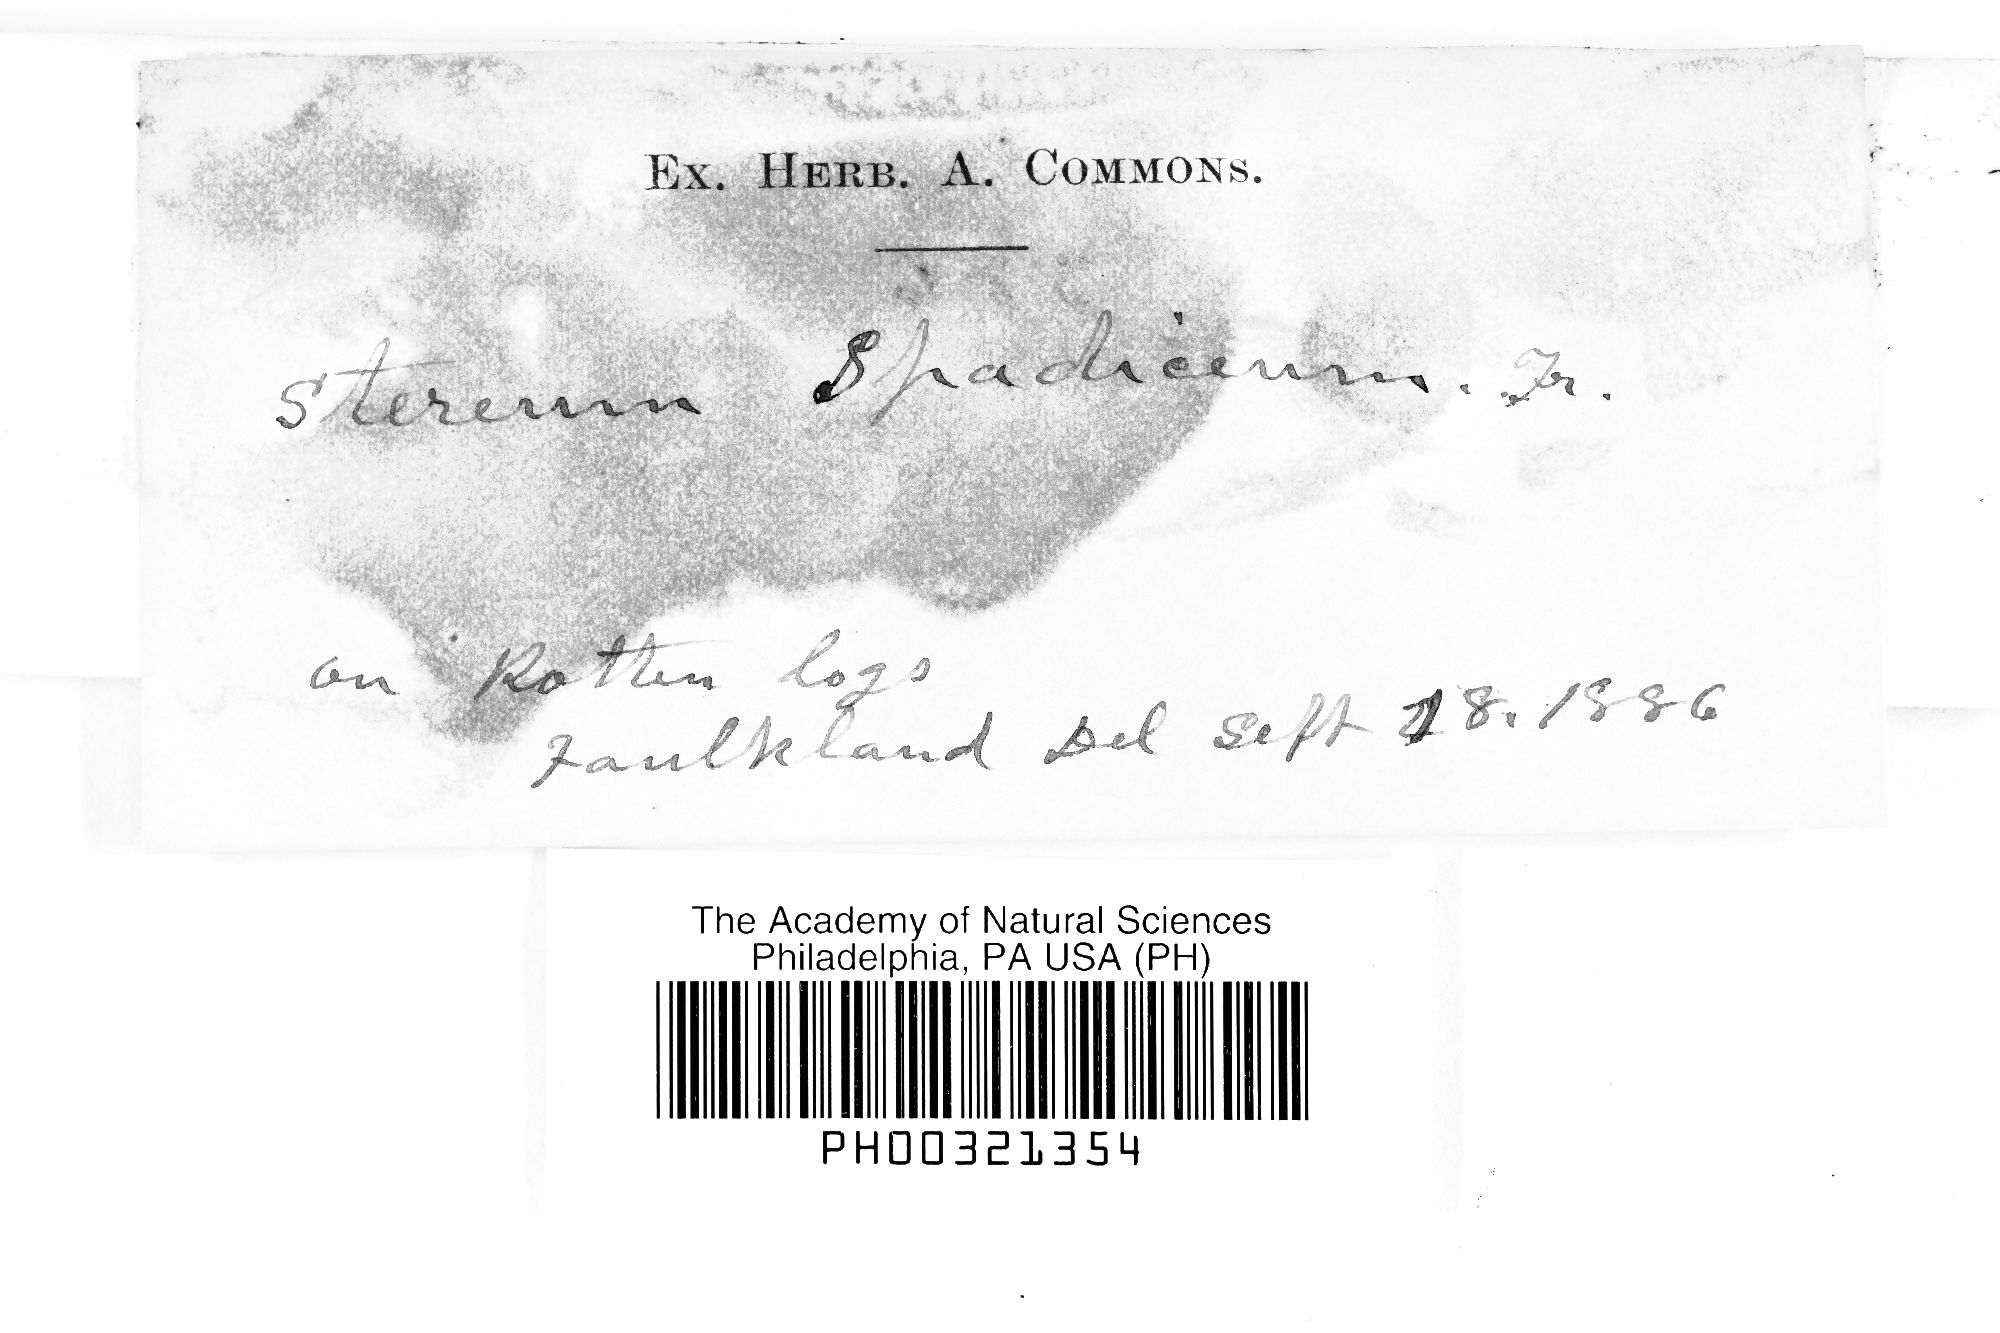 Ex. Herb. A. Commons.
Stereum Spadiceum. Fr.
on Rotten logs
Faulkland Del Sept 18. 1886
The Academy of Natural Sciences
Philadelphia, PA USA (PH)
PH00321354